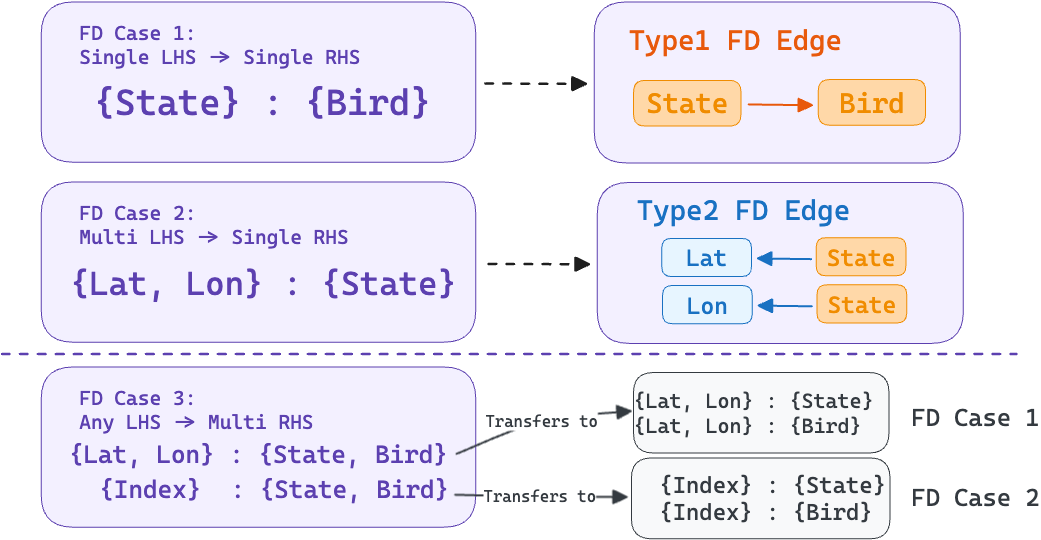 FD Case 1:
Single LHS → Single RHS
{State} : {Bird}
Type1 FD Edge
State → Bird
FD Case 2:
Multi LHS → Single RHS
{Lat, Lon} : {State}
Type2 FD Edge
Lat ← State
Lon ← State
FD Case 3:
Any LHS → Multi RHS
{Lat, Lon} : {State, Bird}
{Index} : {State, Bird}
Transfers to
{Lat, Lon} : {State}
{Lat, Lon} : {Bird}
FD Case 1
Transfers to
{Index} : {State}
{Index} : {Bird}
FD Case 2